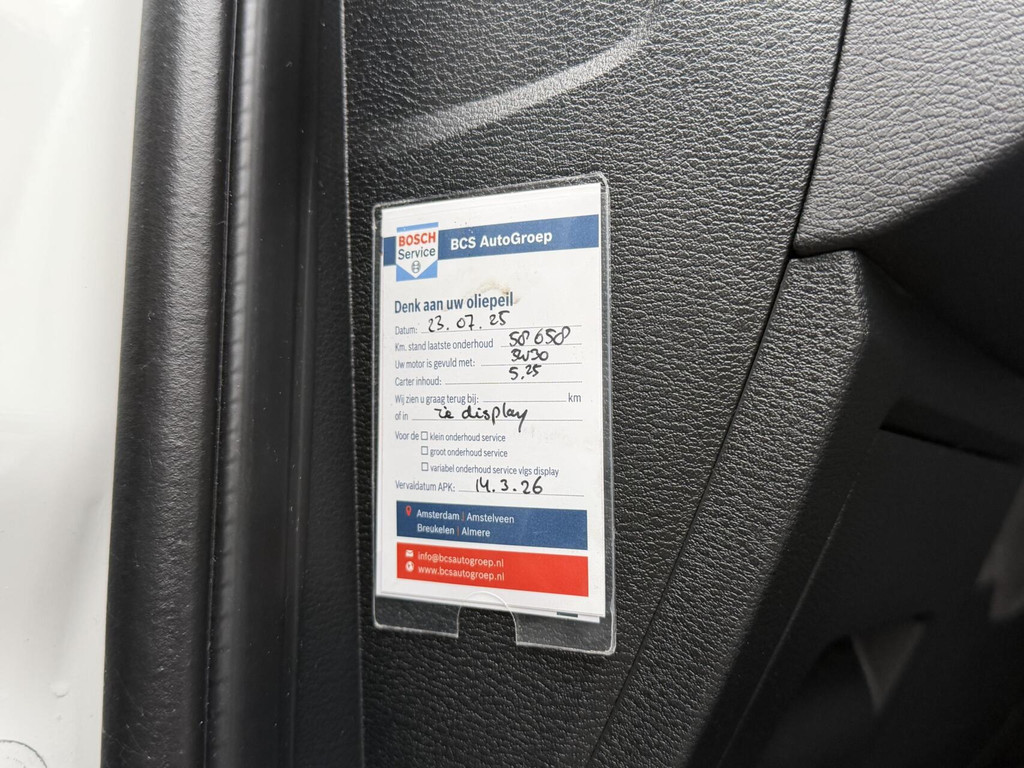 BOSCH
Service
BCS AutoGroep
Denk aan uw oliepeil
Datum: 23.07.25
Km. stand laatste onderhoud 58658
Uw motor is gevuld met: 5W30
Carter inhoud: 5,25
Wij zien u graag terug bij: km
of in zie display
Voor de klein onderhoud service
groot onderhoud service
variabel onderhoud service vlgs display
Vervaldatum APK: 14.3.26
Amsterdam | Amstelveen
Breukelen | Almere
info@bcsautogroep.nl
www.bcsautogroep.nl